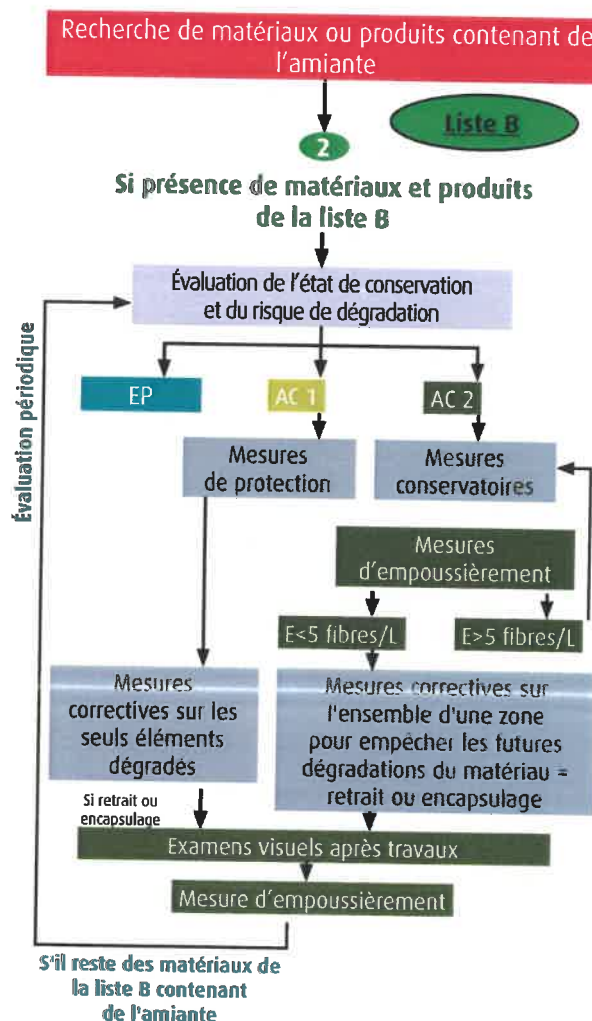 Recherche de matériaux ou produits contenant de
l'amiante
Liste B
2
Si présence de matériaux et produits
de la liste B
Évaluation de l'état de conservation
et du risque de dégradation
Évaluation périodique
EP
AC 1
AC 2
Mesures
de protection
Mesures
conservatoires
Mesures
d'empoussièrement
E<5 fibres/L
E>5 fibres/L
Mesures
correctives sur les
seuls éléments
dégradés
Mesures correctives sur
l'ensemble d'une zone
pour empêcher les futures
dégradations du matériau =
retrait ou encapsulage
Si retrait ou
encapsulage
Examens visuels après travaux
Mesure d'empoussièrement
S'il reste des matériaux de
la liste B contenant
de l'amiante